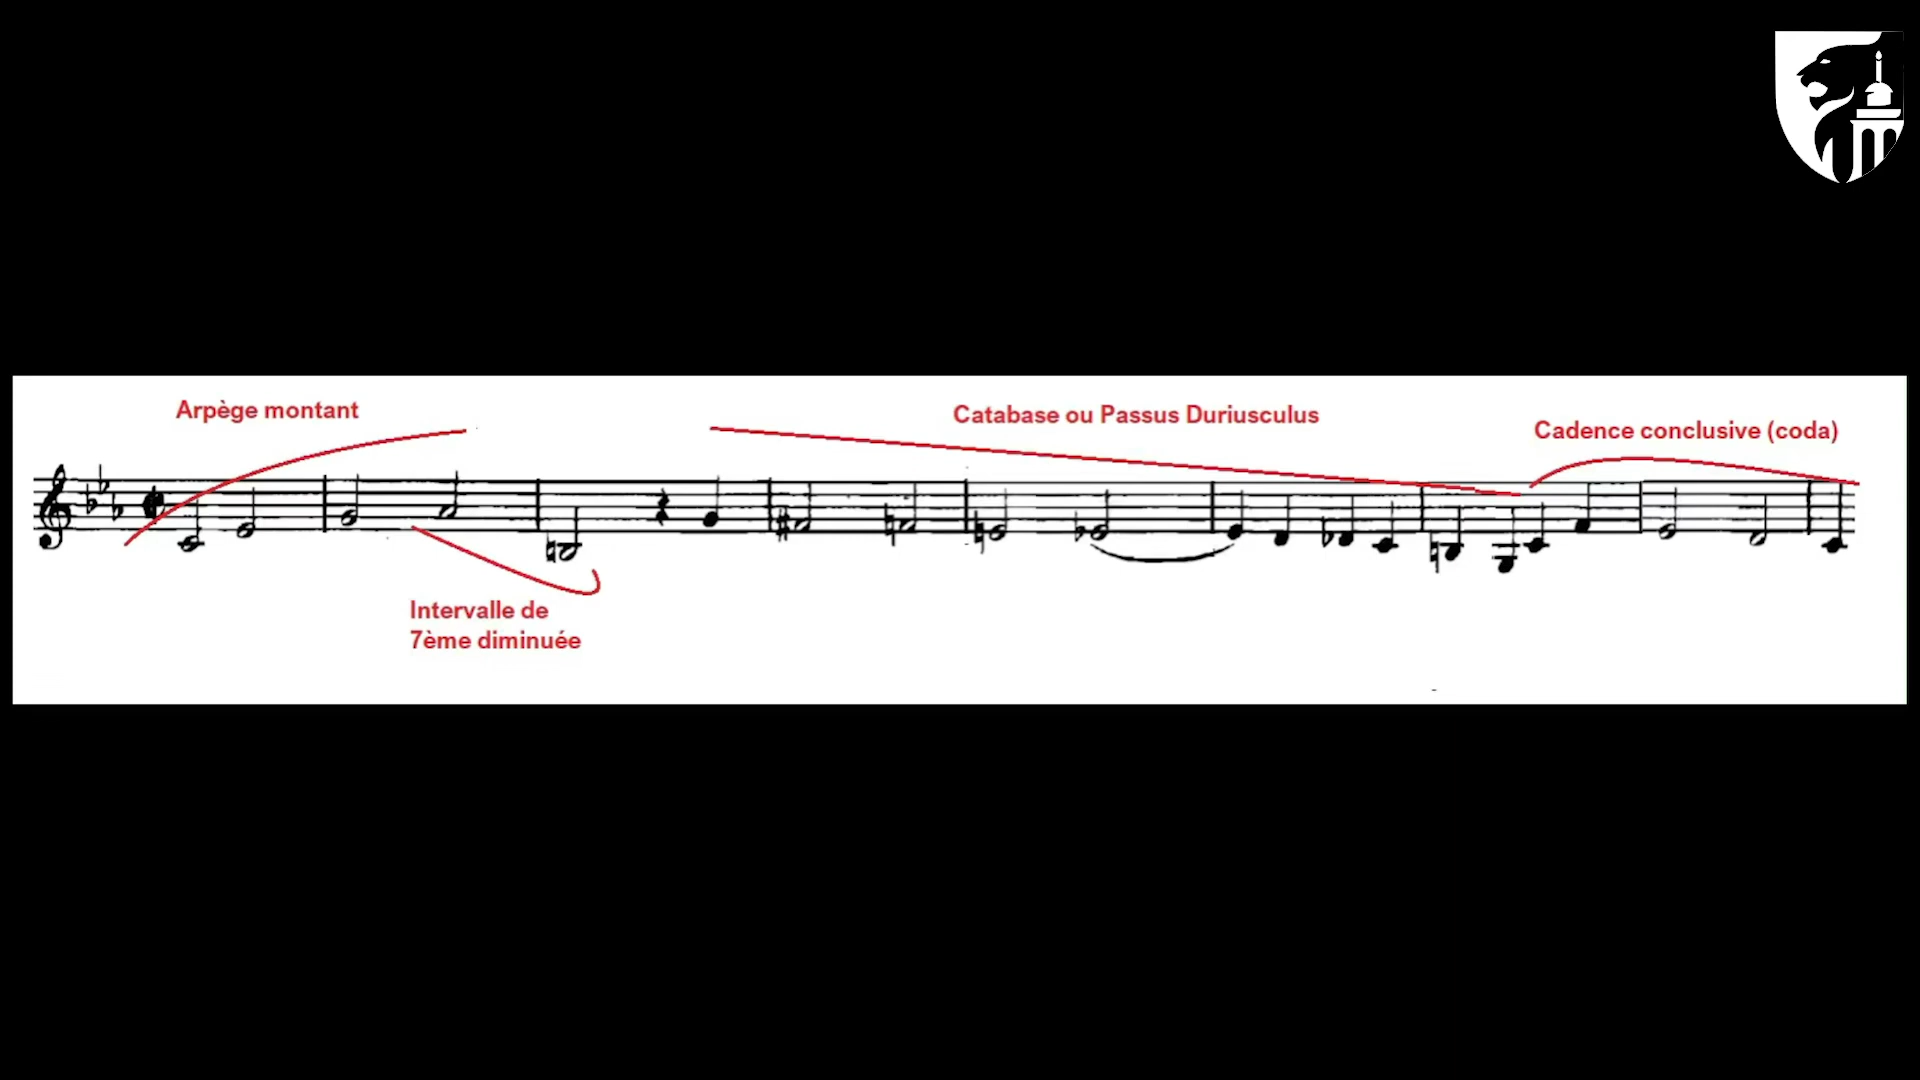 Arpège montant
Catabase ou Passus Duriusculus
Cadence conclusive (coda)
Intervalle de
7ème diminuée